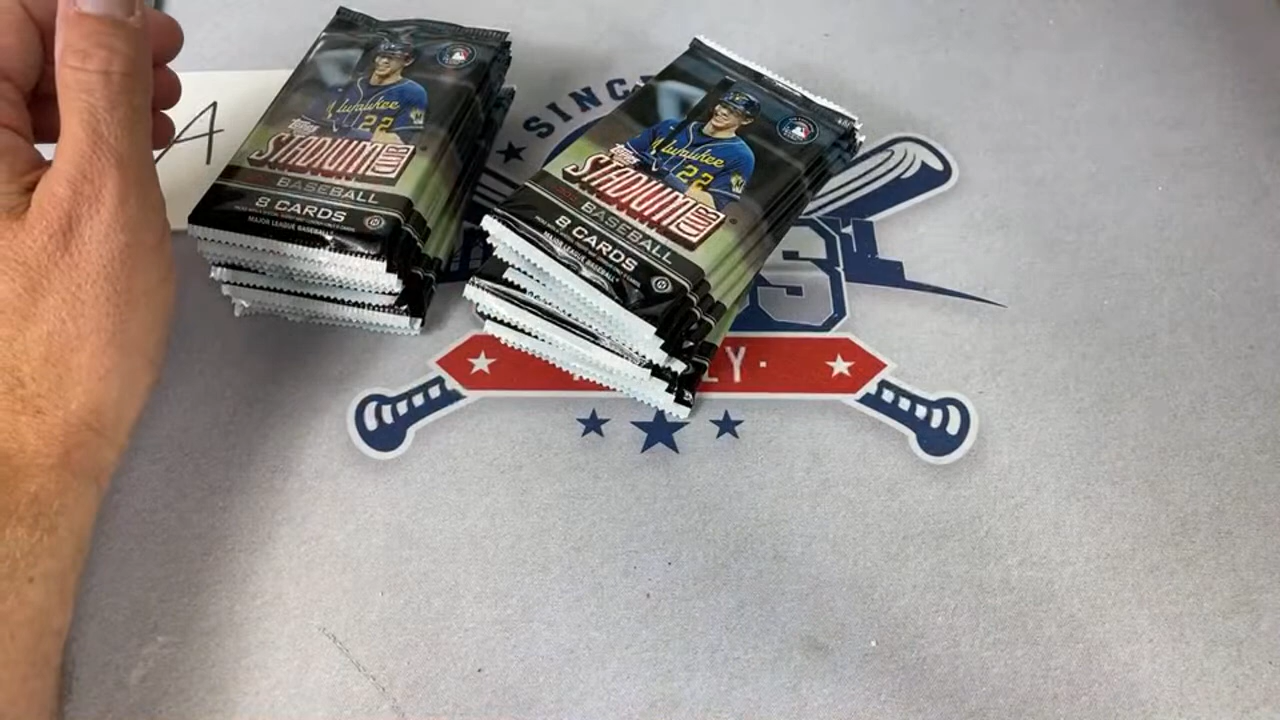 A
Milwaukee
22
topps
STADIUM CLUB
BASEBALL
8 CARDS
MAJOR LEAGUE BASEBALL
Milwaukee
22
topps
STADIUM CLUB
BASEBALL
8 CARDS
MAJOR LEAGUE BASEBALL
SINC
LY